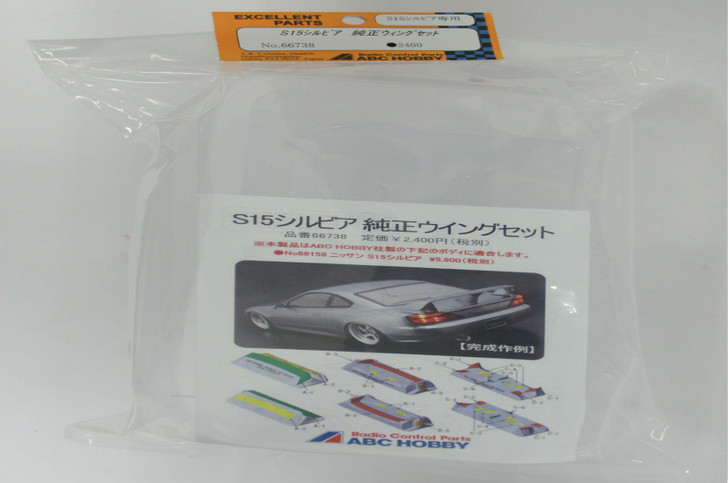 EXCELLENT
PARTS
S15シルビア専用
S15シルビア 純正ウィングセット
No.66738 ●2400
Radio Control Parts
ABC HOBBY
S15シルビア 純正ウイングセット
品番66738 定価¥2,400円(税別)
※本製品はABC HOBBY社製の下記のボディに適合します。
●No66158 ニッサン S15シルビア ¥5,800(税別)
【完成作例】
Radio Control Parts
ABC HOBBY